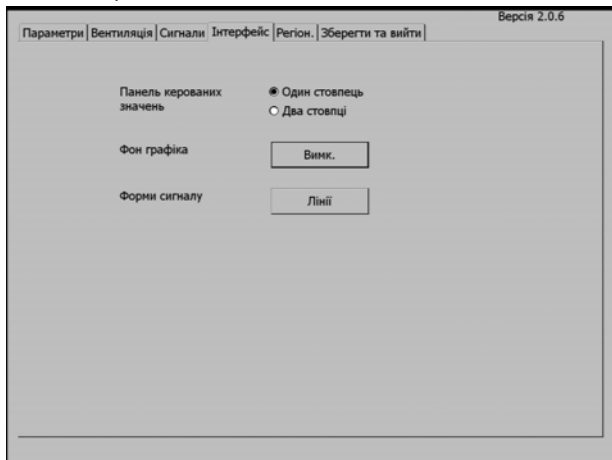 Версія 2.0.6
Параметри Вентиляція Сигнали Інтерфейс Регіон. Зберегти та вийти
Панель керованих значень
Один стовпець
Два стовпці
Фон графіка
Вимк.
Форми сигналу
Лінії